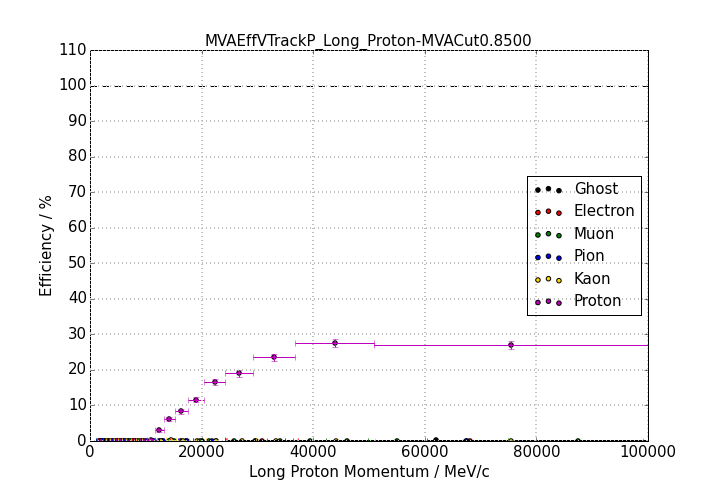 MVAEffVTrackP_Long_Proton-MVACut0.8500
110
100
90
80
70
60
50
40
30
20
10
0
Efficiency / %
Ghost
Electron
Muon
Pion
Kaon
Proton
0 20000 40000 60000 80000 100000
Long Proton Momentum / MeV/c